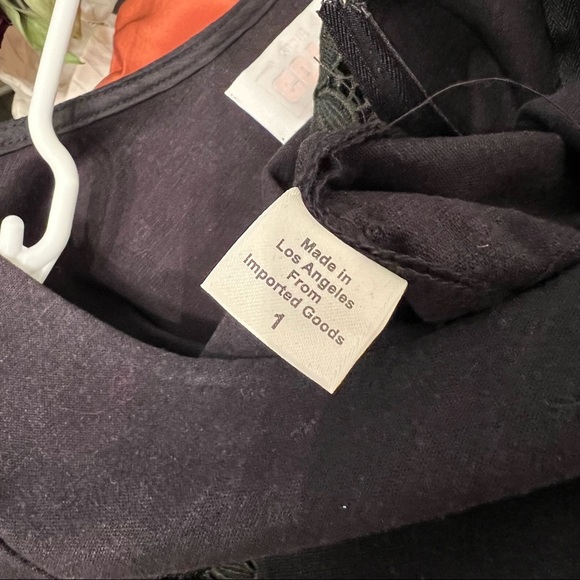 Made in
Los Angeles
From
Imported Goods
1